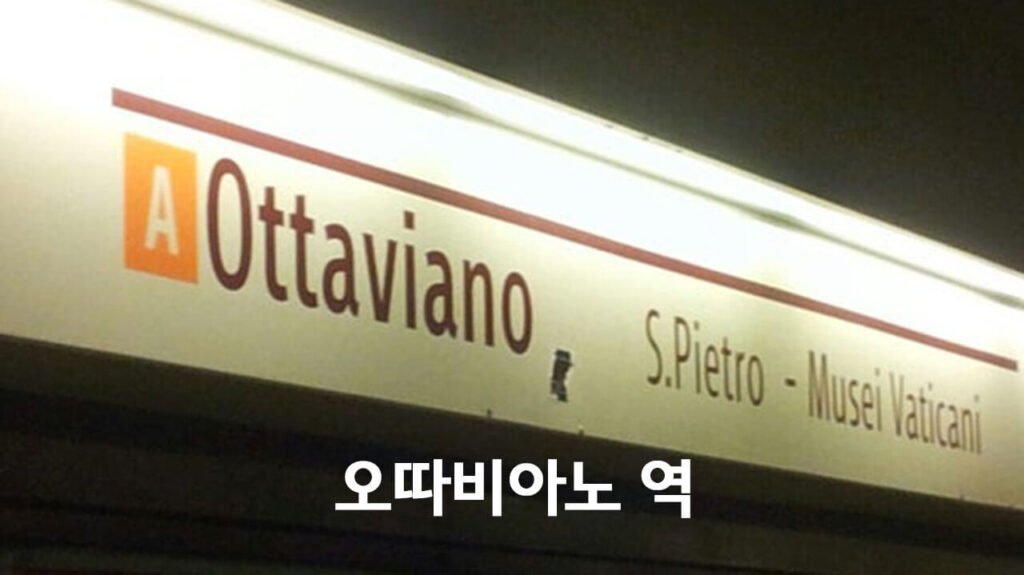 A Ottaviano S.Pietro - Musei Vaticani
오따비아노 역